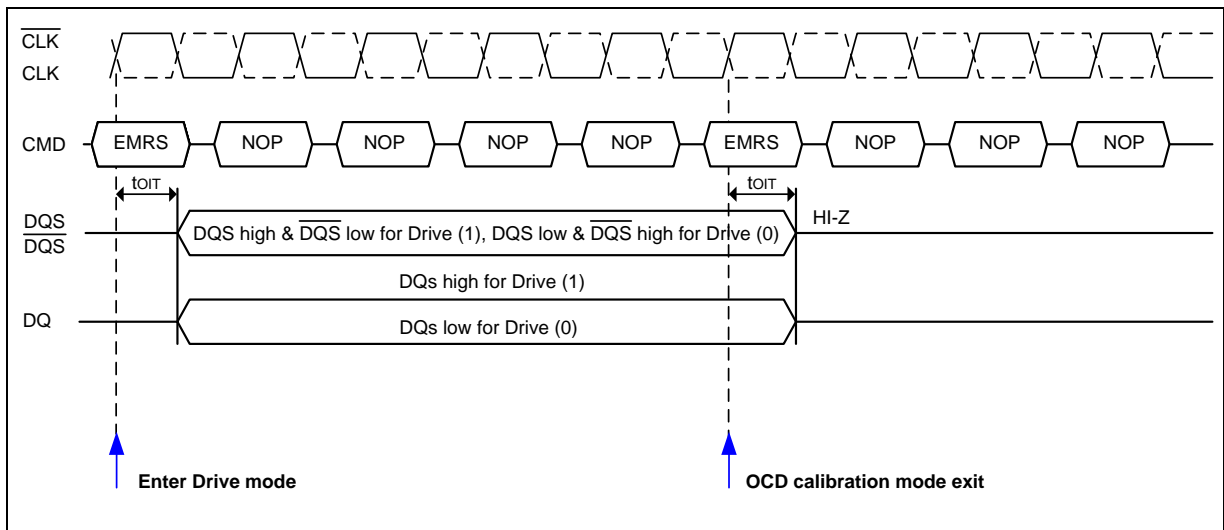 CLK
CLK
CMD EMRS NOP NOP NOP NOP EMRS NOP NOP NOP
tOIT tOIT
DQS
DQS
DQS high & DQS low for Drive (1), DQS low & DQS high for Drive (0)
HI-Z
DQs high for Drive (1)
DQ
DQs low for Drive (0)
Enter Drive mode
OCD calibration mode exit